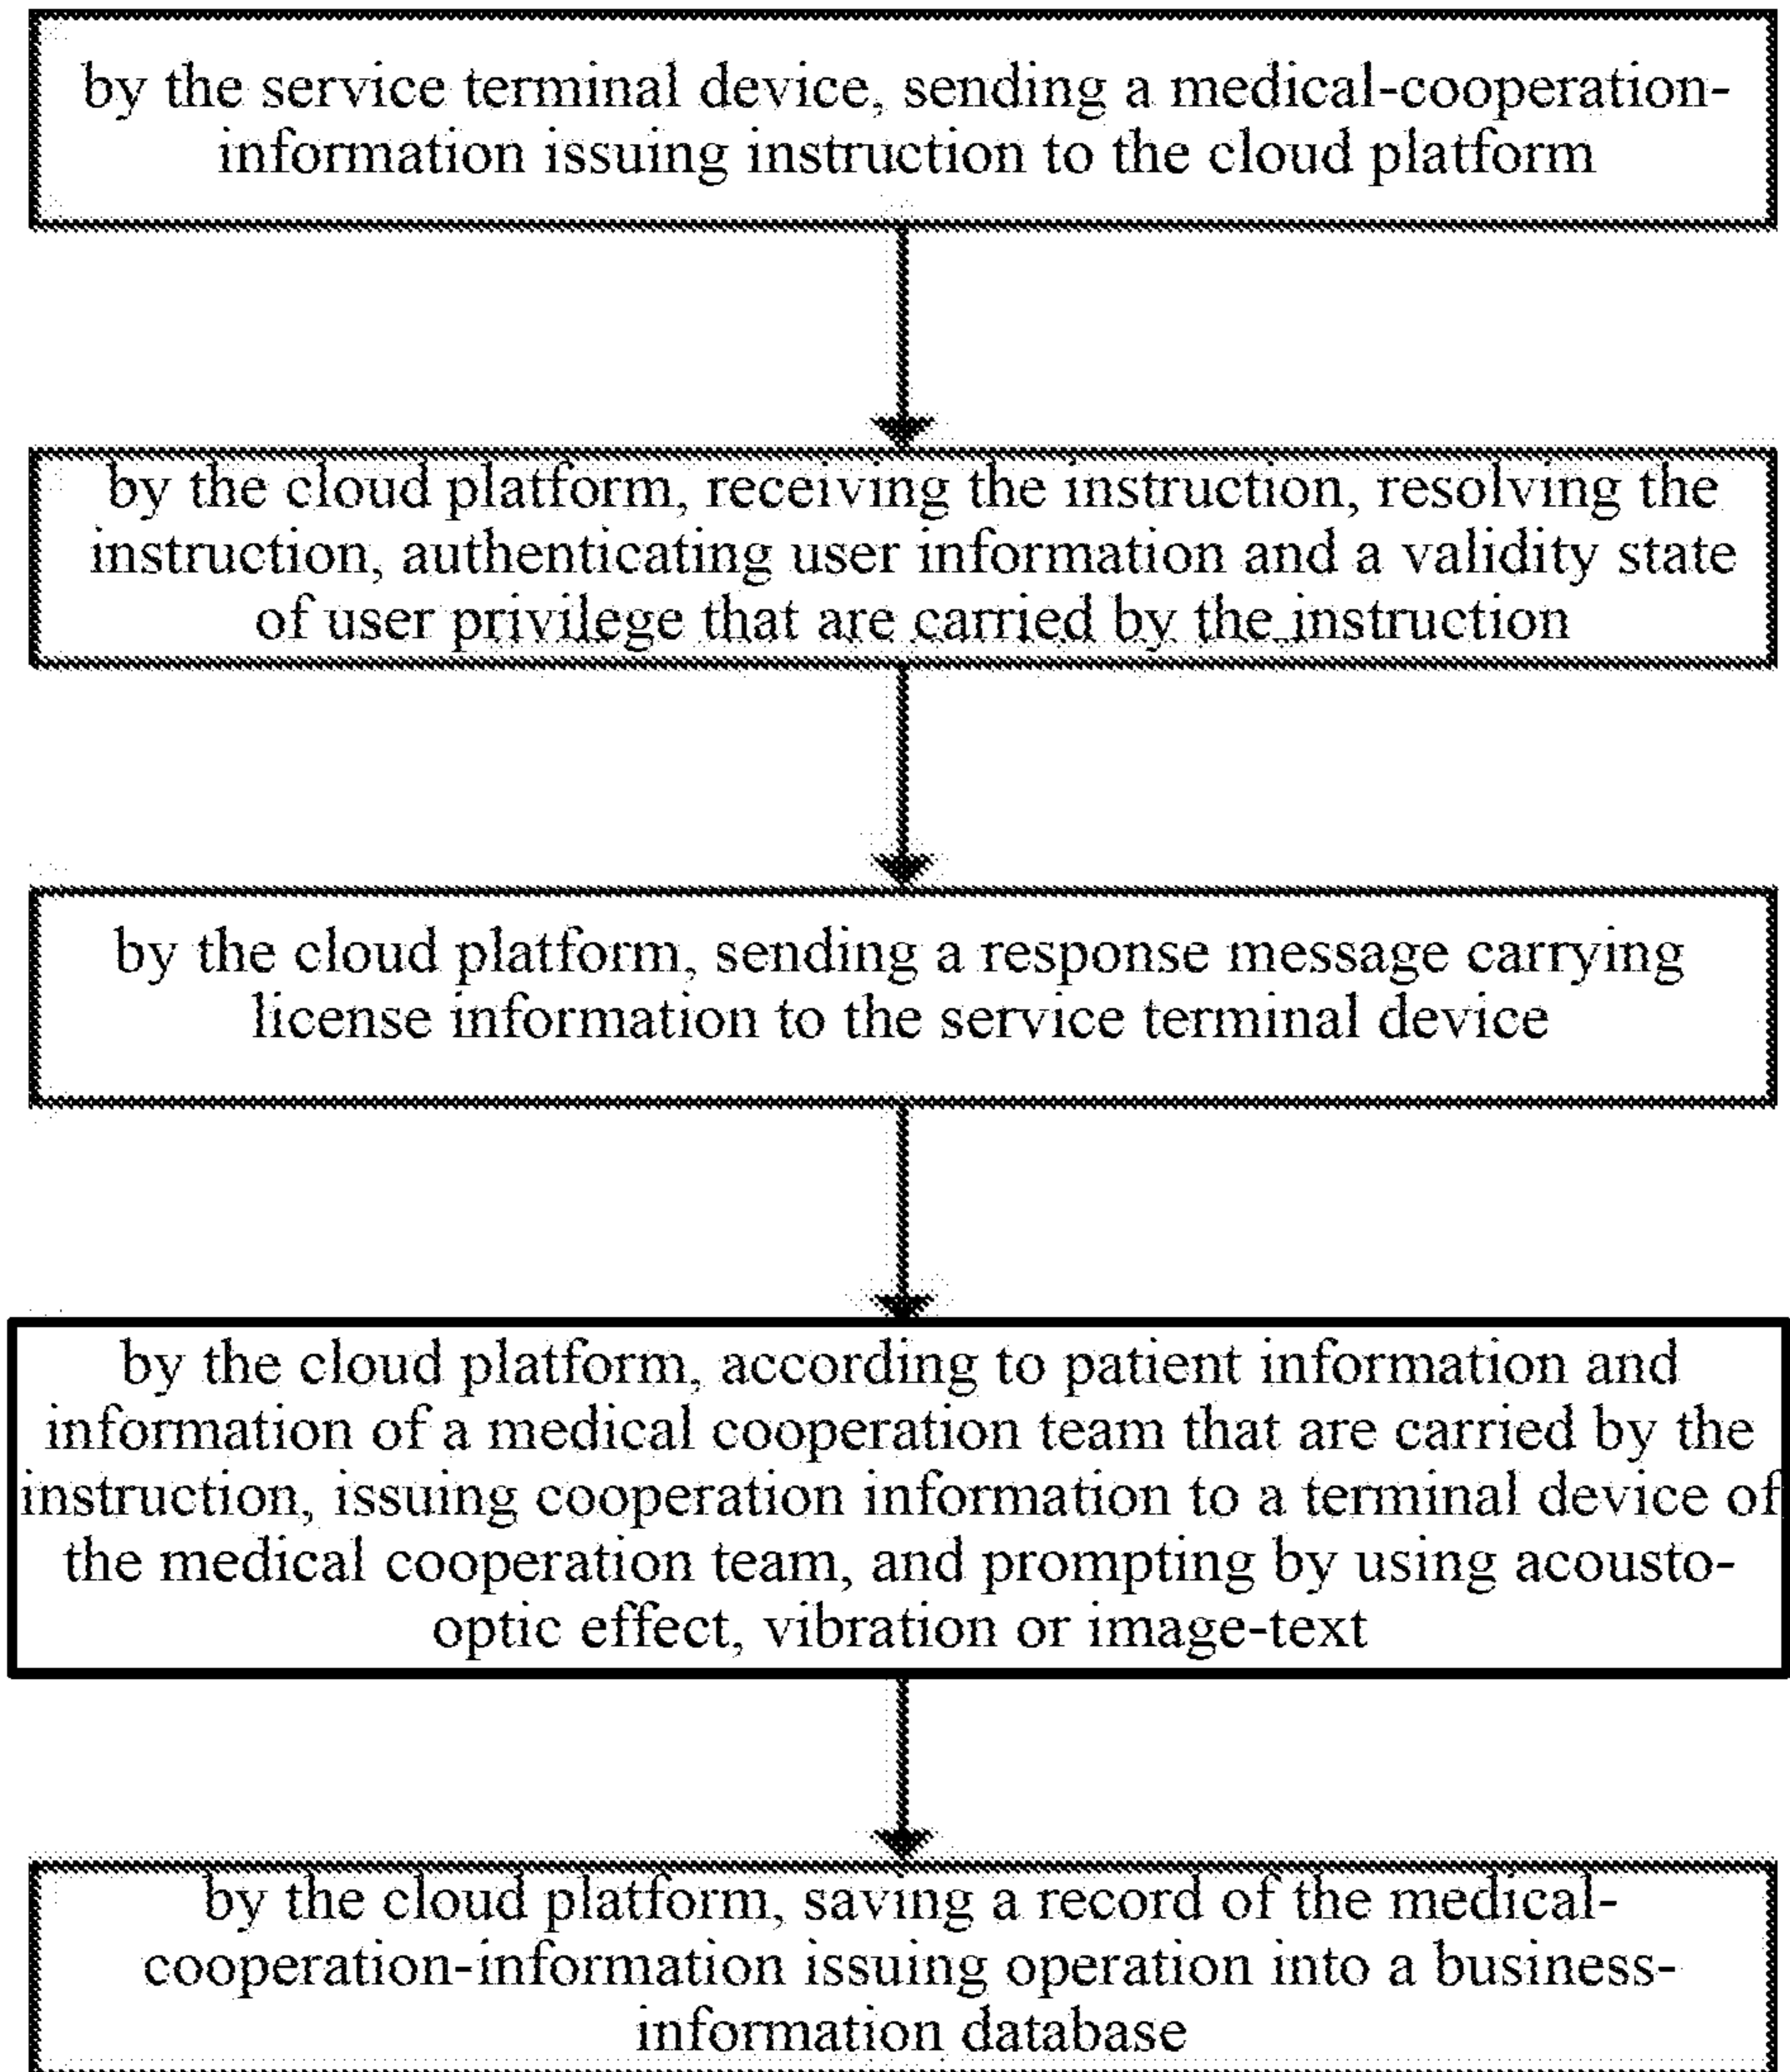 by the service terminal device, sending a medical-cooperation-
information issuing instruction to the cloud platform
by the cloud platform, receiving the instruction, resolving the
instruction, authenticating user information and a validity state
of user privilege that are carried by the instruction
by the cloud platform, sending a response message carrying
license information to the service terminal device
by the cloud platform, according to patient information and
information of a medical cooperation team that are carried by the
instruction, issuing cooperation information to a terminal device of
the medical cooperation team, and prompting by using acousto-
optic effect, vibration or image-text
by the cloud platform, saving a record of the medical-
cooperation-information issuing operation into a business-
information database